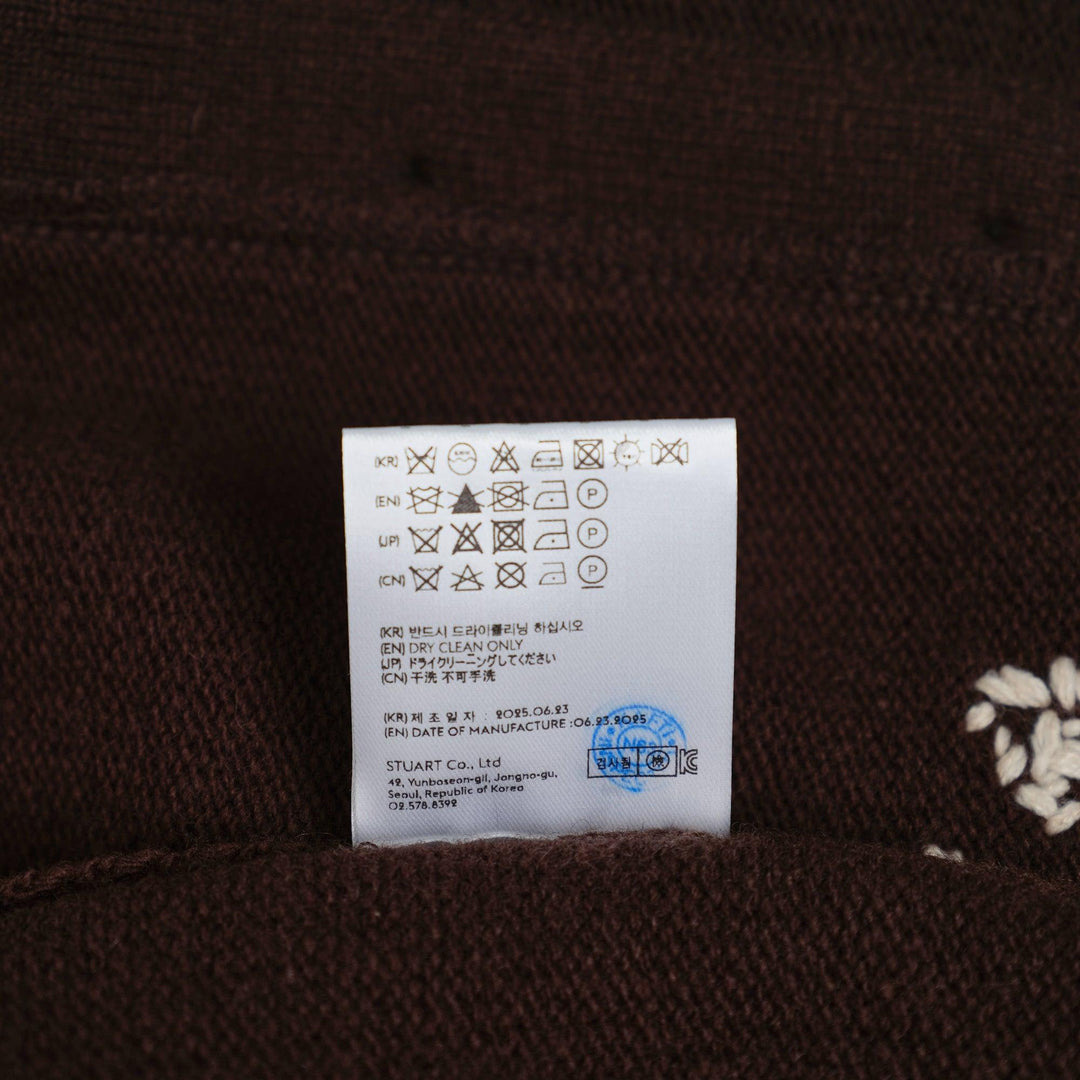 (KR)
(EN) P
(JP) P
(CN) P
(KR) 반드시 드라이클리닝 하십시오
(EN) DRY CLEAN ONLY
(JP) ドライクリーニングしてください
(CN) 干洗 不可手洗
(KR) 제 조 일 자 : 2025.06.23
(EN) DATE OF MANUFACTURE :06.23.2025
STUART Co., Ltd
42, Yunboseon-gil, Jongno-gu,
Seoul, Republic of Korea
02.578.8392
검사필 檢